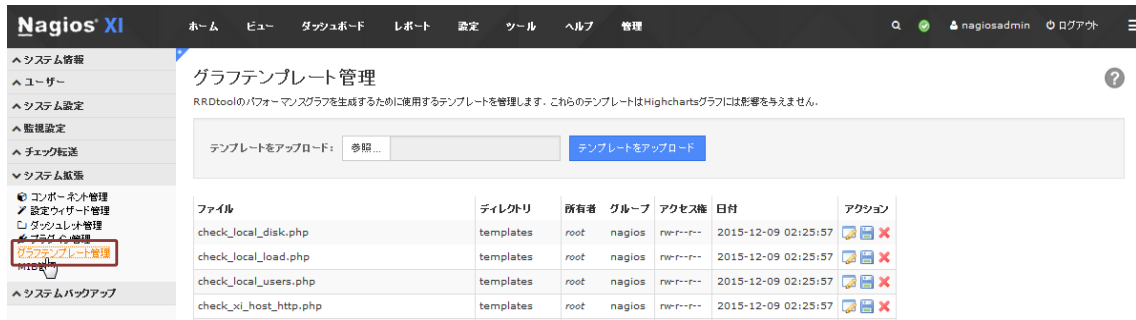 Nagios® XI ホーム ビュー ダッシュボード レポート 設定 ツール ヘルプ 管理 nagiosadmin ログアウト
システム情報
ユーザー
システム設定
監視設定
チェック転送
システム拡張
コンポーネント管理
設定ウィザード管理
ダッシュレット管理
プラグイン管理
グラフテンプレート管理
MIB管理
システムバックアップ
グラフテンプレート管理
RRDtoolのパフォーマンスグラフを生成するために使用するテンプレートを管理します. これらのテンプレートはHighchartsグラフには影響を与えません.
テンプレートをアップロード: 参照... テンプレートをアップロード
ファイル ディレクトリ 所有者 グループ アクセス権 日付 アクション
check_local_disk.php templates root nagios rw-r--r-- 2015-12-09 02:25:57
check_local_load.php templates root nagios rw-r--r-- 2015-12-09 02:25:57
check_local_users.php templates root nagios rw-r--r-- 2015-12-09 02:25:57
check_xi_host_http.php templates root nagios rw-r--r-- 2015-12-09 02:25:57